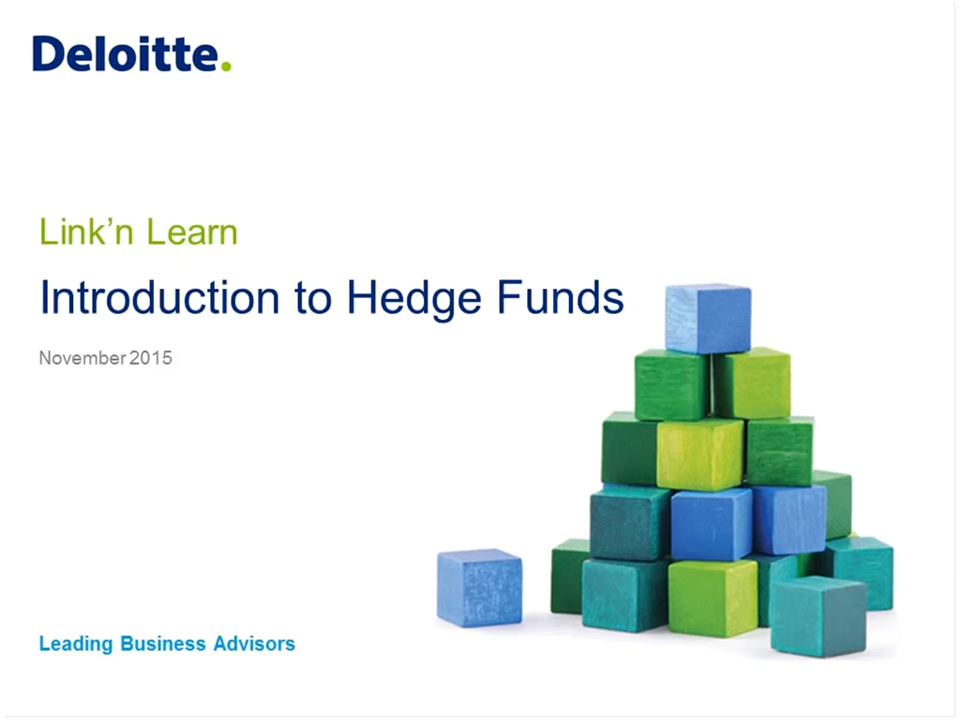 Deloitte.
Link'n Learn
Introduction to Hedge Funds
November 2015
Leading Business Advisors